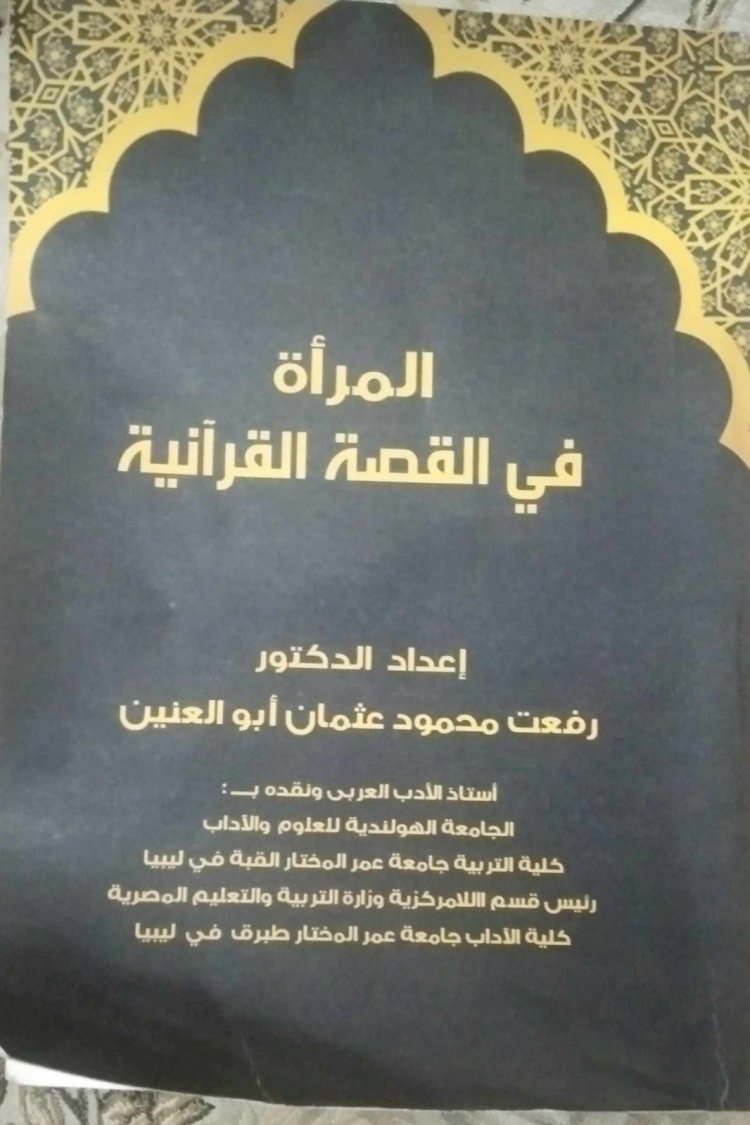 المرأة
في القصة القرآنية
إعداد الدكتور
رفعت محمود عثمان أبو العنين
أستاذ الأدب العربى ونقده بــ :
الجامعة الهولندية للعلوم والآداب
كلية التربية جامعة عمر المختار القبة في ليبيا
رئيس قسم االلامركزية وزارة التربية والتعليم المصرية
كلية الآداب جامعة عمر المختار طبرق في ليبيا